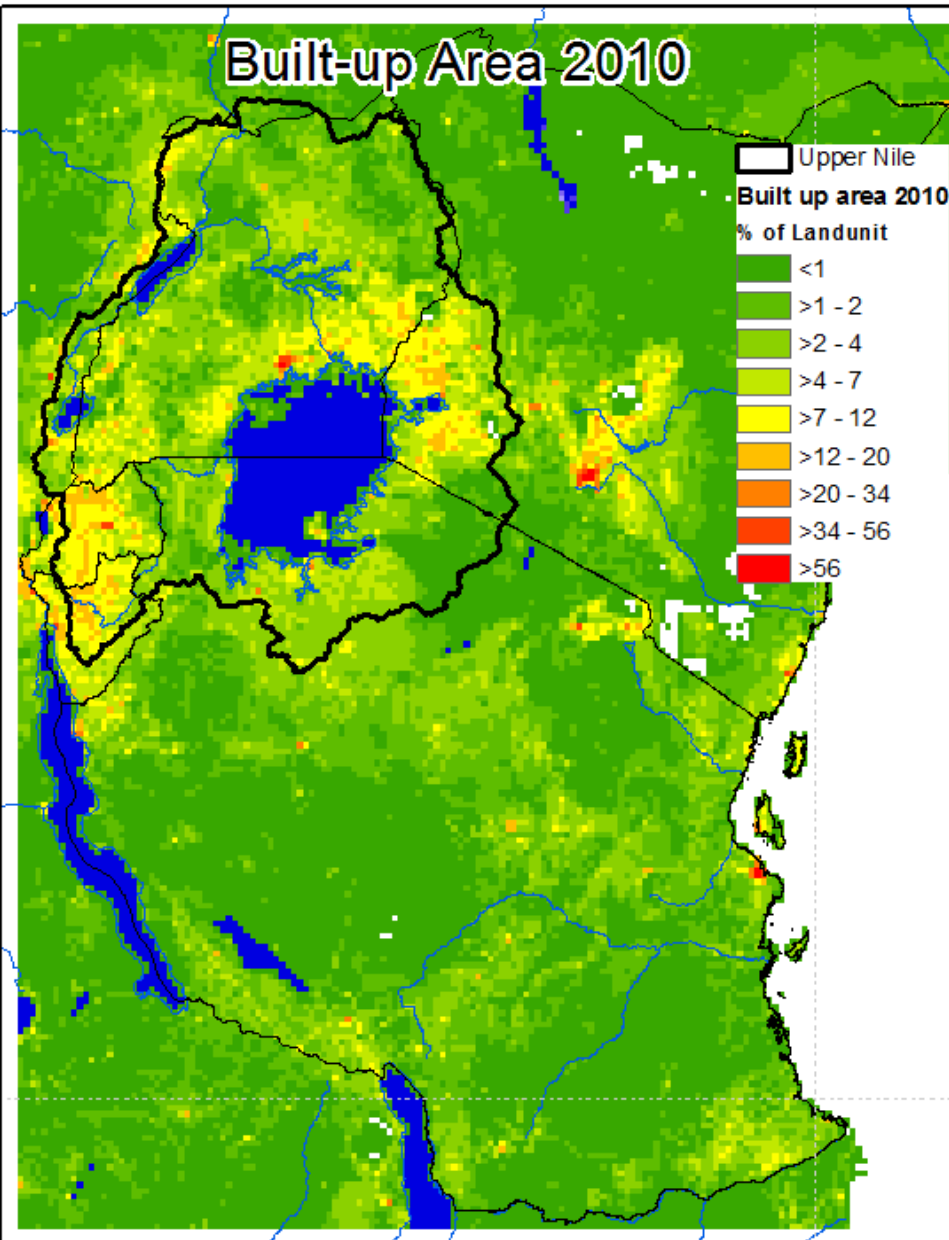 Built-up Area 2010
Upper Nile
Built up area 2010
% of Landunit
<1
>1 - 2
>2 - 4
>4 - 7
>7 - 12
>12 - 20
>20 - 34
>34 - 56
>56